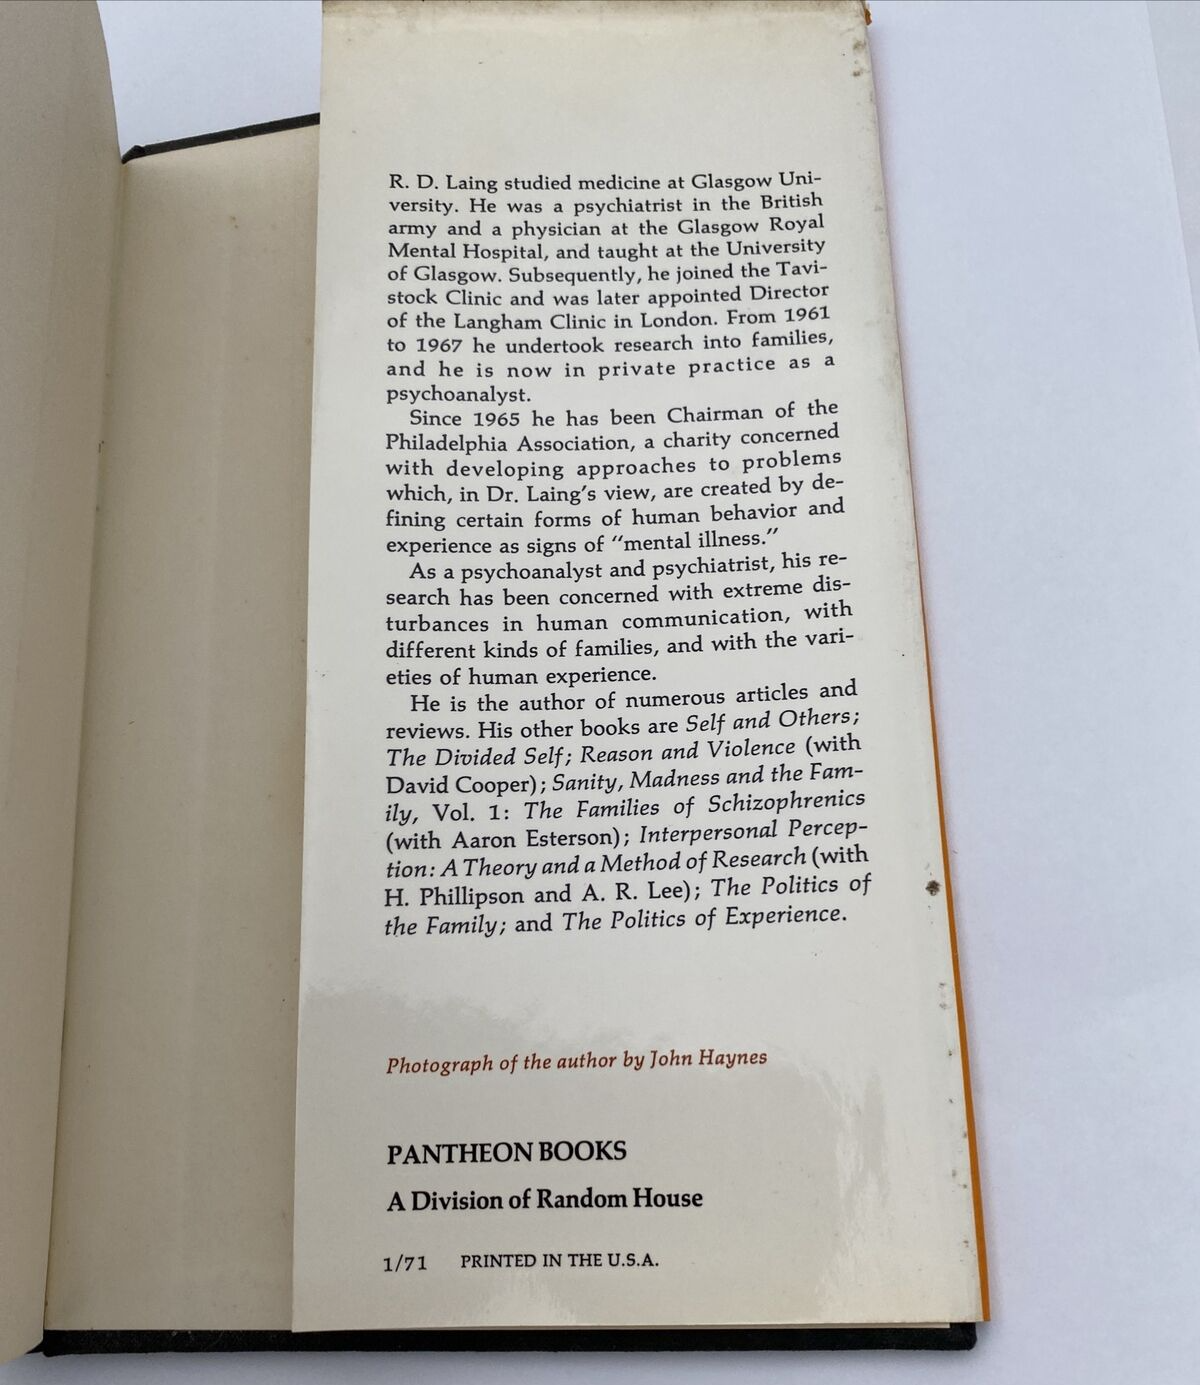 R. D. Laing studied medicine at Glasgow Uni-
versity. He was a psychiatrist in the British
army and a physician at the Glasgow Royal
Mental Hospital, and taught at the University
of Glasgow. Subsequently, he joined the Tavi-
stock Clinic and was later appointed Director
of the Langham Clinic in London. From 1961
to 1967 he undertook research into families,
and he is now in private practice as a
psychoanalyst.
Since 1965 he has been Chairman of the
Philadelphia Association, a charity concerned
with developing approaches to problems
which, in Dr. Laing's view, are created by de-
fining certain forms of human behavior and
experience as signs of “mental illness.”
As a psychoanalyst and psychiatrist, his re-
search has been concerned with extreme dis-
turbances in human communication, with
different kinds of families, and with the vari-
eties of human experience.
He is the author of numerous articles and
reviews. His other books are Self and Others;
The Divided Self; Reason and Violence (with
David Cooper); Sanity, Madness and the Fam-
ily, Vol. 1: The Families of Schizophrenics
(with Aaron Esterson); Interpersonal Percep-
tion: A Theory and a Method of Research (with
H. Phillipson and A. R. Lee); The Politics of
the Family; and The Politics of Experience.
Photograph of the author by John Haynes
PANTHEON BOOKS
A Division of Random House
1/71 PRINTED IN THE U.S.A.